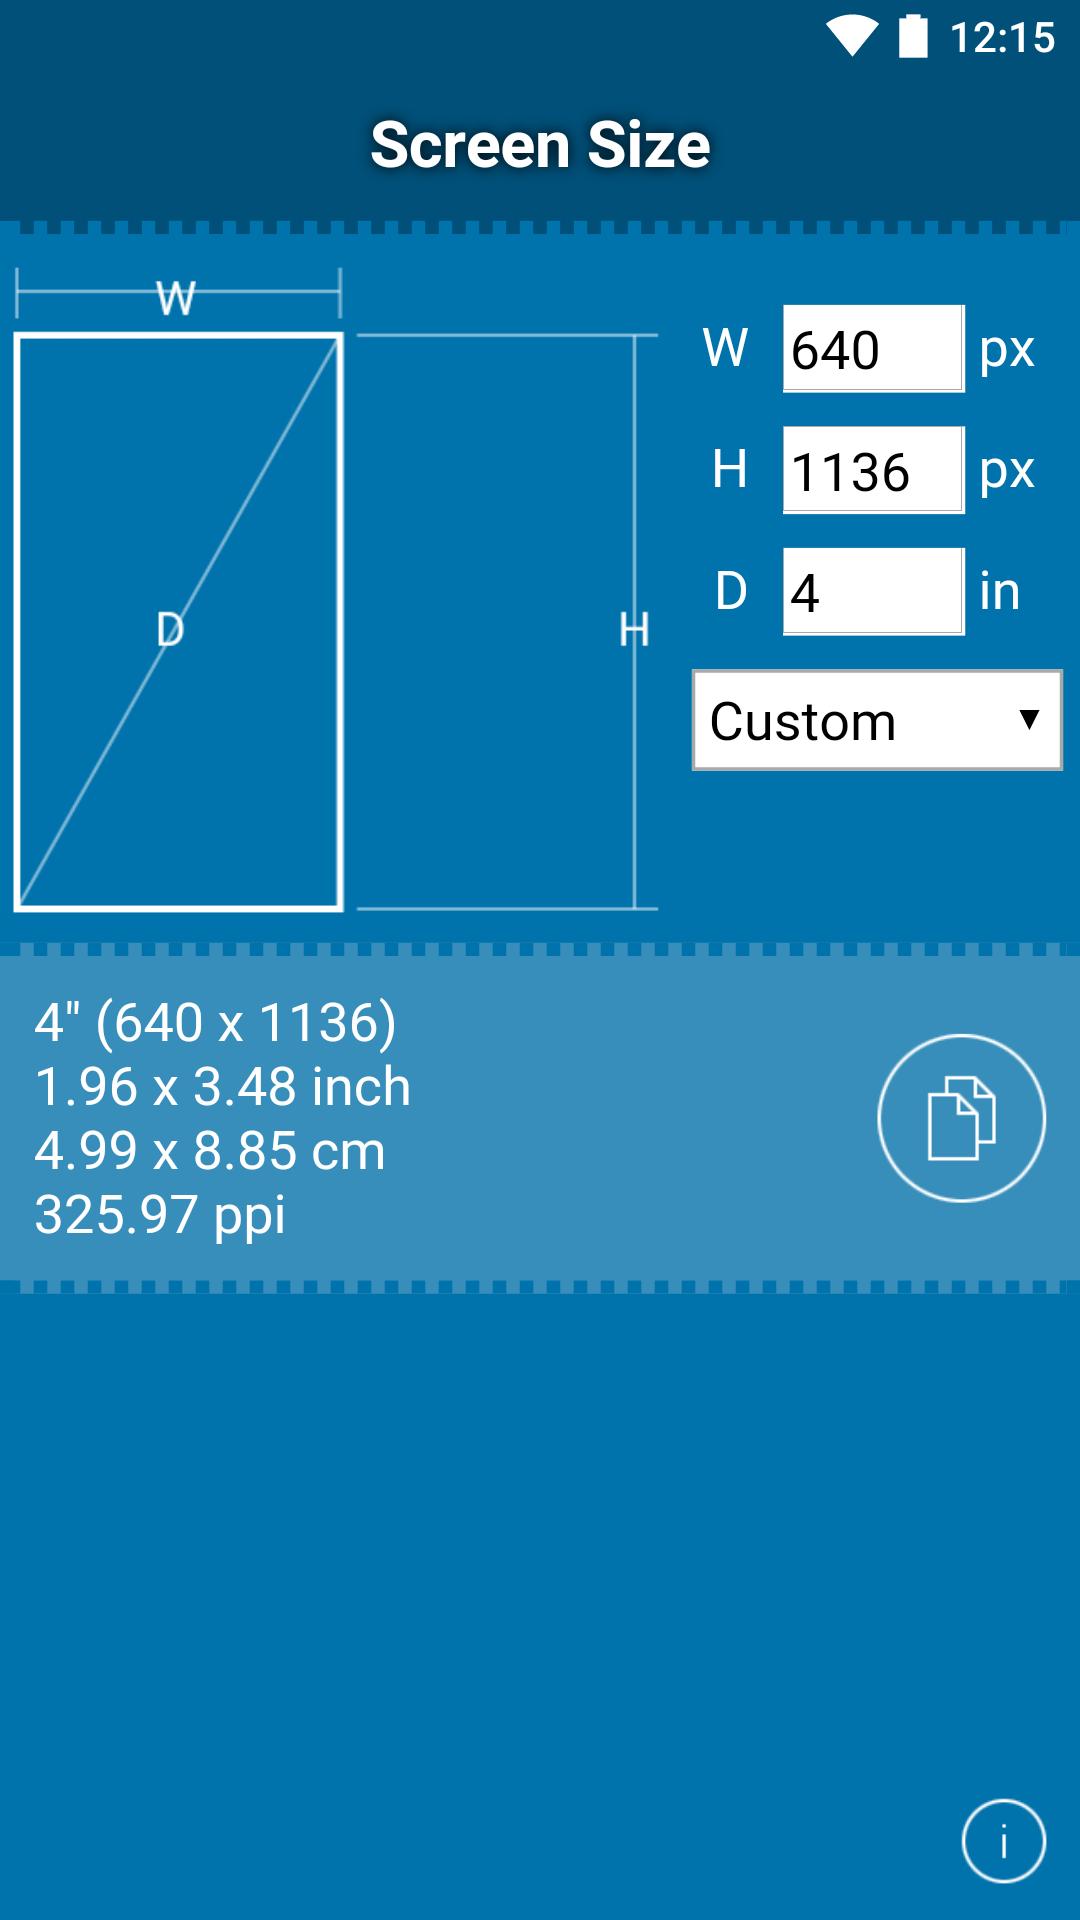 12:15
Screen Size
W
D
H
W 640 px
H 1136 px
D 4 in
Custom
4" (640 x 1136)
1.96 x 3.48 inch
4.99 x 8.85 cm
325.97 ppi
i